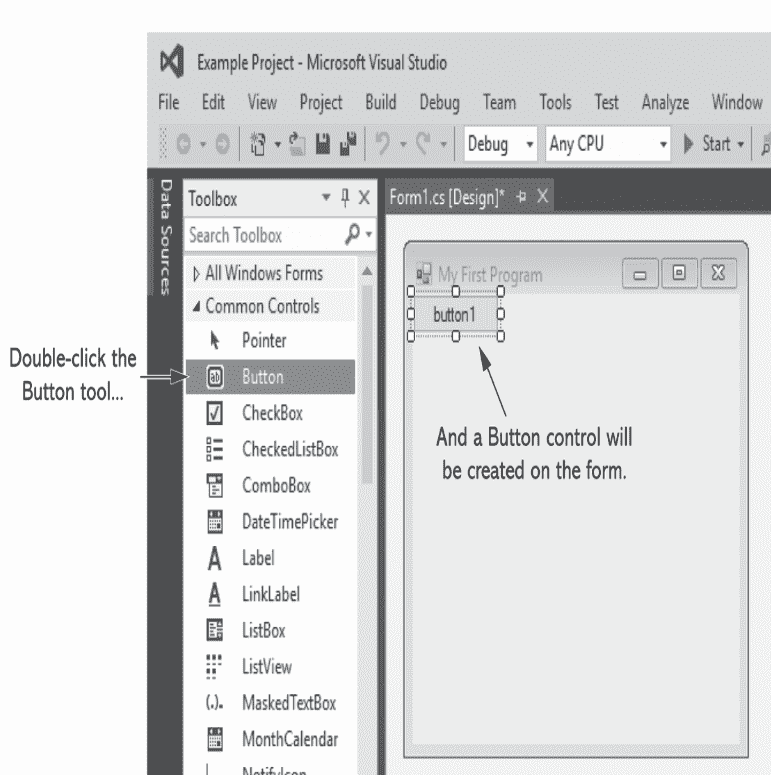 Example Project - Microsoft Visual Studio
File Edit View Project Build Debug Team Tools Test Analyze Window
Debug Any CPU Start
Data Sources
Toolbox
Form1.cs [Design]*
Search Toolbox
All Windows Forms
My First Program
Common Controls
button1
Pointer
Double-click the
Button tool...
Button
CheckBox
And a Button control will
be created on the form.
CheckedListBox
ComboBox
DateTimePicker
A Label
A LinkLabel
ListBox
ListView
(.). MaskedTextBox
MonthCalendar
NotifyIcon